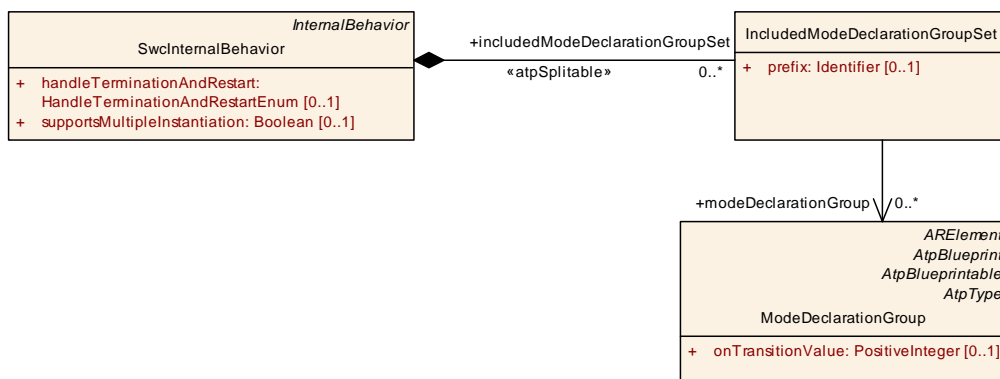 InternalBehavior
SwcInternalBehavior
+ handleTerminationAndRestart:
HandleTerminationAndRestartEnum [0..1]
+ supportsMultipleInstantiation: Boolean [0..1]
+includedModeDeclarationGroupSet
«atpSplitable» 0..*
IncludedModeDeclarationGroupSet
+ prefix: Identifier [0..1]
+modeDeclarationGroup 0..*
ARElement
AtpBlueprint
AtpBlueprintable
AtpType
ModeDeclarationGroup
+ onTransitionValue: PositiveInteger [0..1]